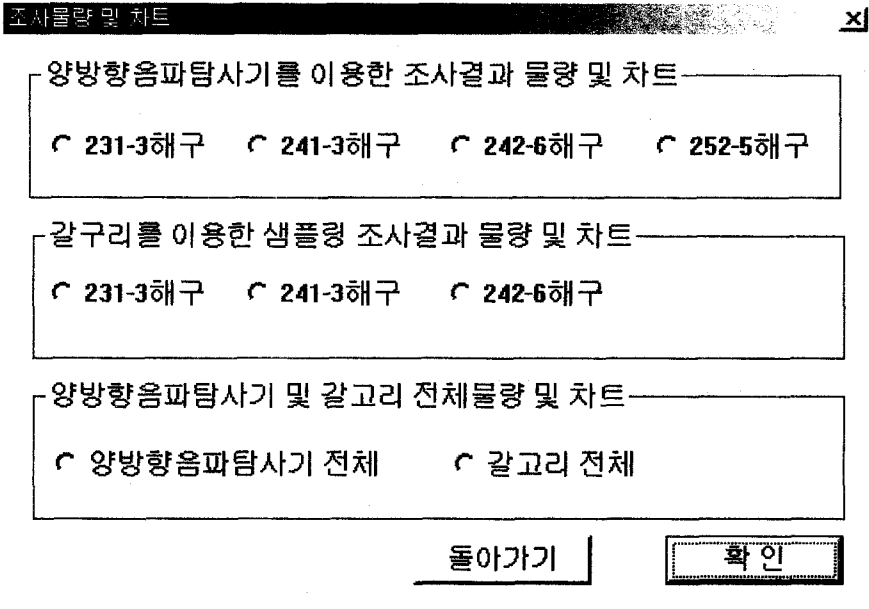 조사물량 및 차트
양방향음파탐사기를 이용한 조사결과 물량 및 차트
231-3해구 241-3해구 242-6해구 252-5해구
갈구리를 이용한 샘플링 조사결과 물량 및 차트
231-3해구 241-3해구 242-6해구
양방향음파탐사기 및 갈고리 전체물량 및 차트
양방향음파탐사기 전체 갈고리 전체
돌아가기 확 인